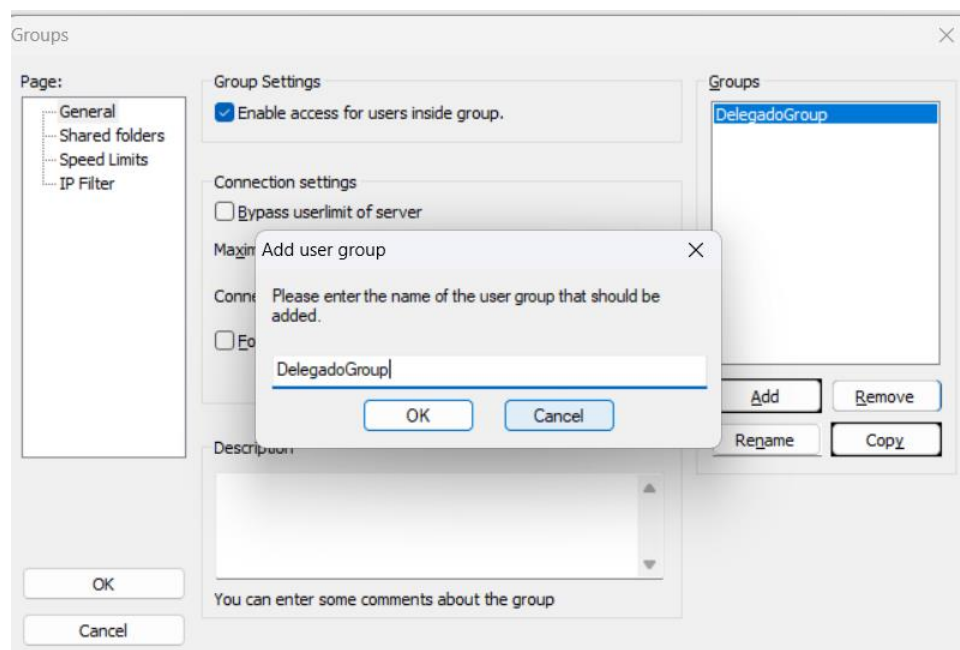 Groups
Page:
General
Shared folders
Speed Limits
IP Filter
OK
Cancel
Group Settings
Enable access for users inside group.
Connection settings
Bypass userlimit of server
Add user group
Please enter the name of the user group that should be
added.
DelegadoGroup
OK
Cancel
Description
You can enter some comments about the group
Groups
DelegadoGroup
Add
Remove
Rename
Copy